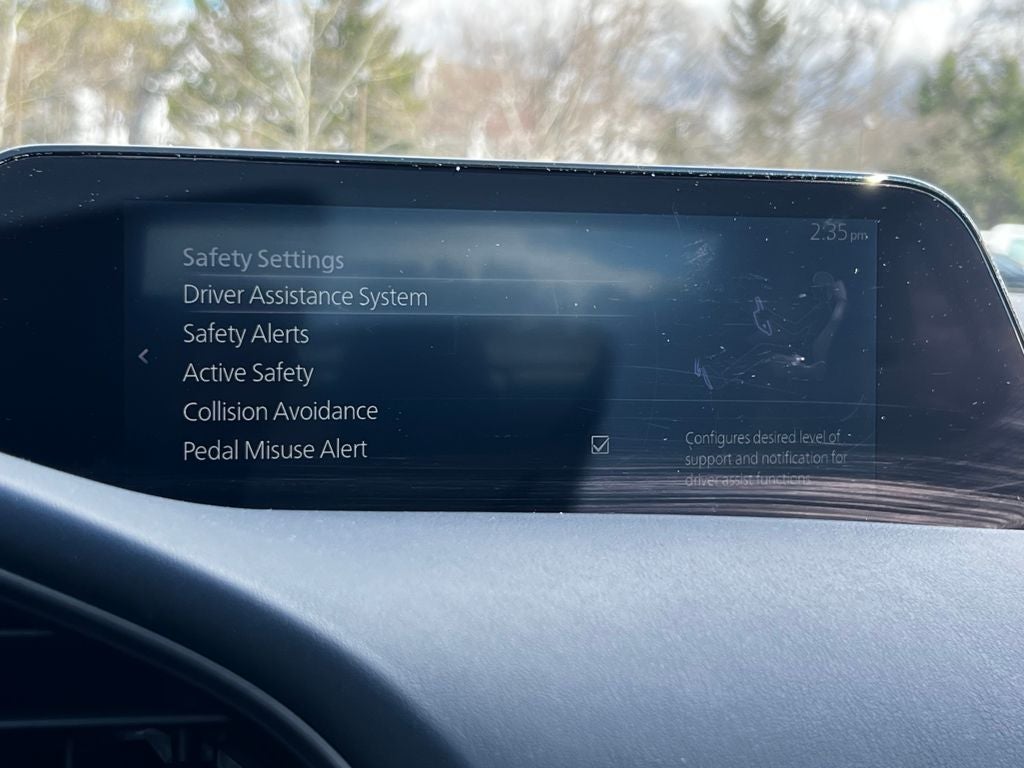 2:35 pm
Safety Settings
Driver Assistance System
Safety Alerts
Active Safety
Collision Avoidance
Pedal Misuse Alert
Configures desired level of
support and notification for
driver assist functions